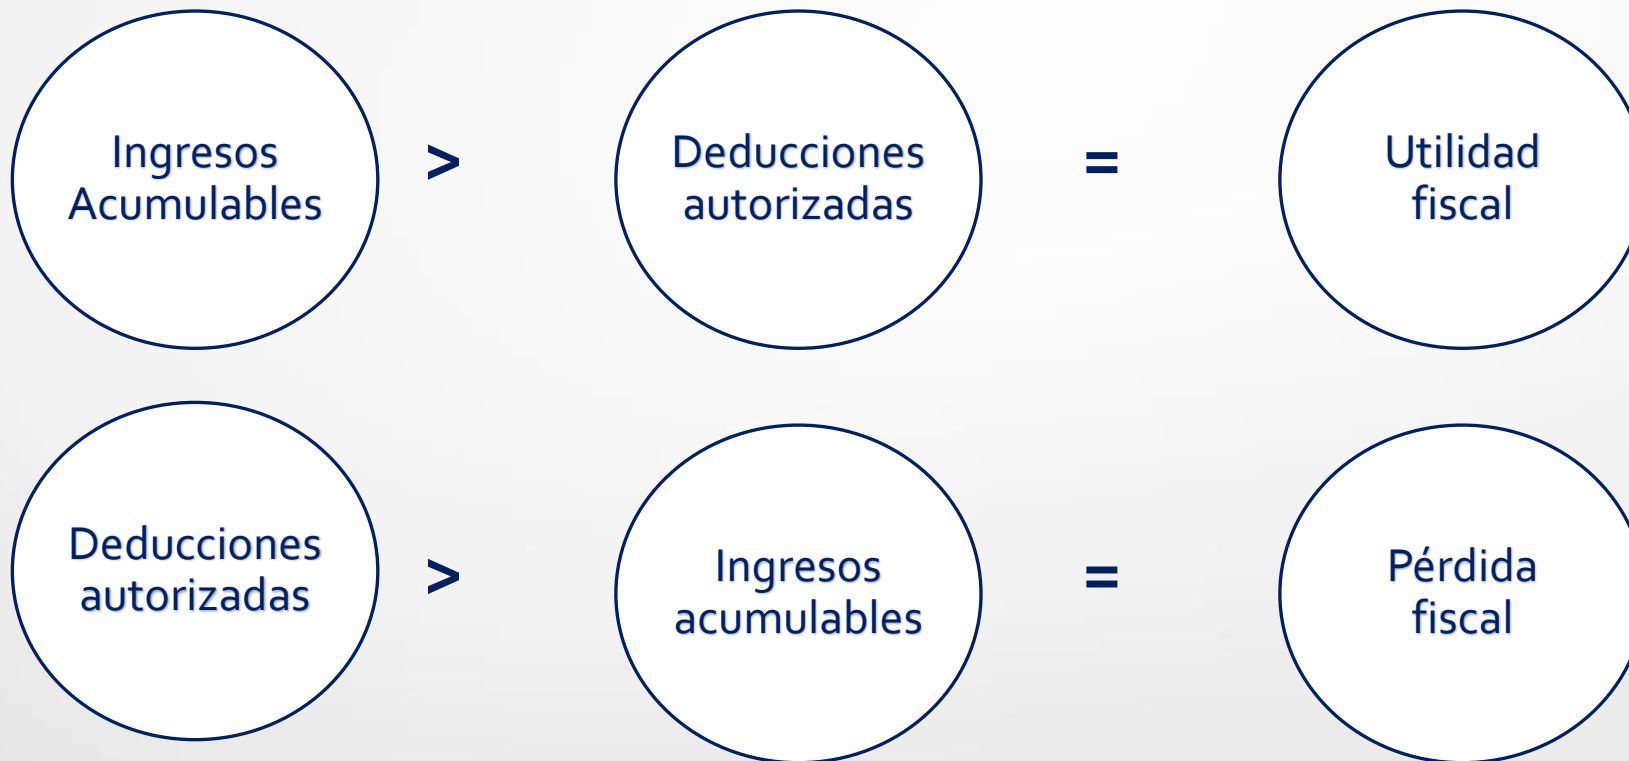 Ingresos
Acumulables
>
Deducciones
autorizadas
=
Utilidad
fiscal
Deducciones
autorizadas
>
Ingresos
acumulables
=
Pérdida
fiscal